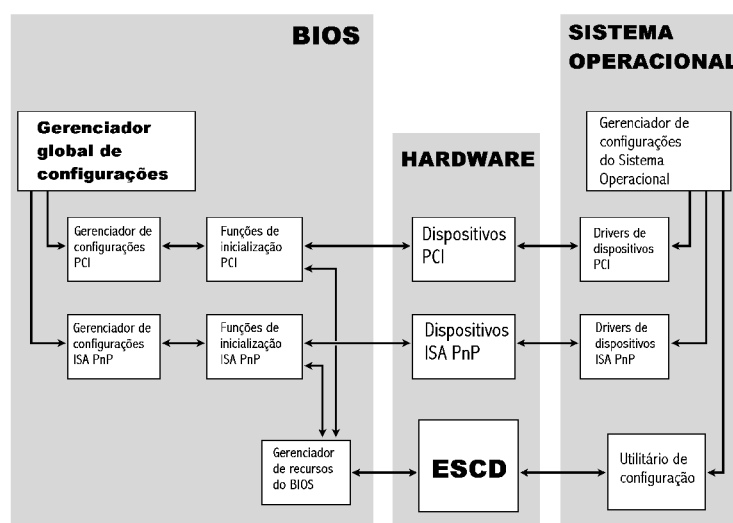 BIOS
SISTEMA
OPERACIONAL
Gerenciador
global de
configurações
HARDWARE
Gerenciador de
configurações
do Sistema
Operacional
Gerenciador de
configurações
PCI
Funções de
inicialização
PCI
Dispositivos
PCI
Drivers de
dispositivos
PCI
Gerenciador de
configurações
ISA PnP
Funções de
inicialização
ISA PnP
Dispositivos
ISA PnP
Drivers de
dispositivos
ISA PnP
Gerenciador
de recursos
do BIOS
ESCD
Utilitário de
configuração